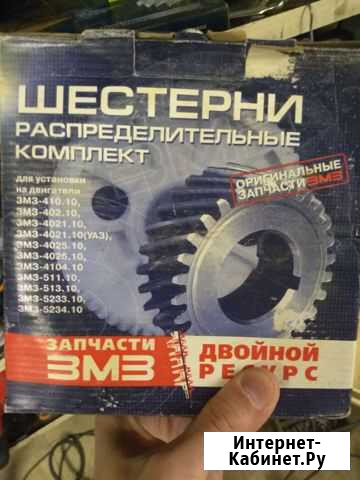 ШЕСТЕРНИ
РАСПРЕДЕЛИТЕЛЬНЫЕ
КОМПЛЕКТ
для установки
на двигатели
ЗМЗ-410.10,
ЗМЗ-402.10,
ЗМЗ-4021.10,
ЗМЗ-4021.10(УАЗ),
ЗМЗ-4025.10,
ЗМЗ-4026.10,
ЗМЗ-4104.10
ЗМЗ-511.10,
ЗМЗ-513.10,
ЗМЗ-5233.10,
ЗМЗ-5234.10
ОРИГИНАЛЬНЫЕ
ЗАПЧАСТИ ЗМЗ
ЗАПЧАСТИ
ЗМЗ
ДВОЙНОЙ
РЕСУРС
Интернет-
Кабинет.Ру